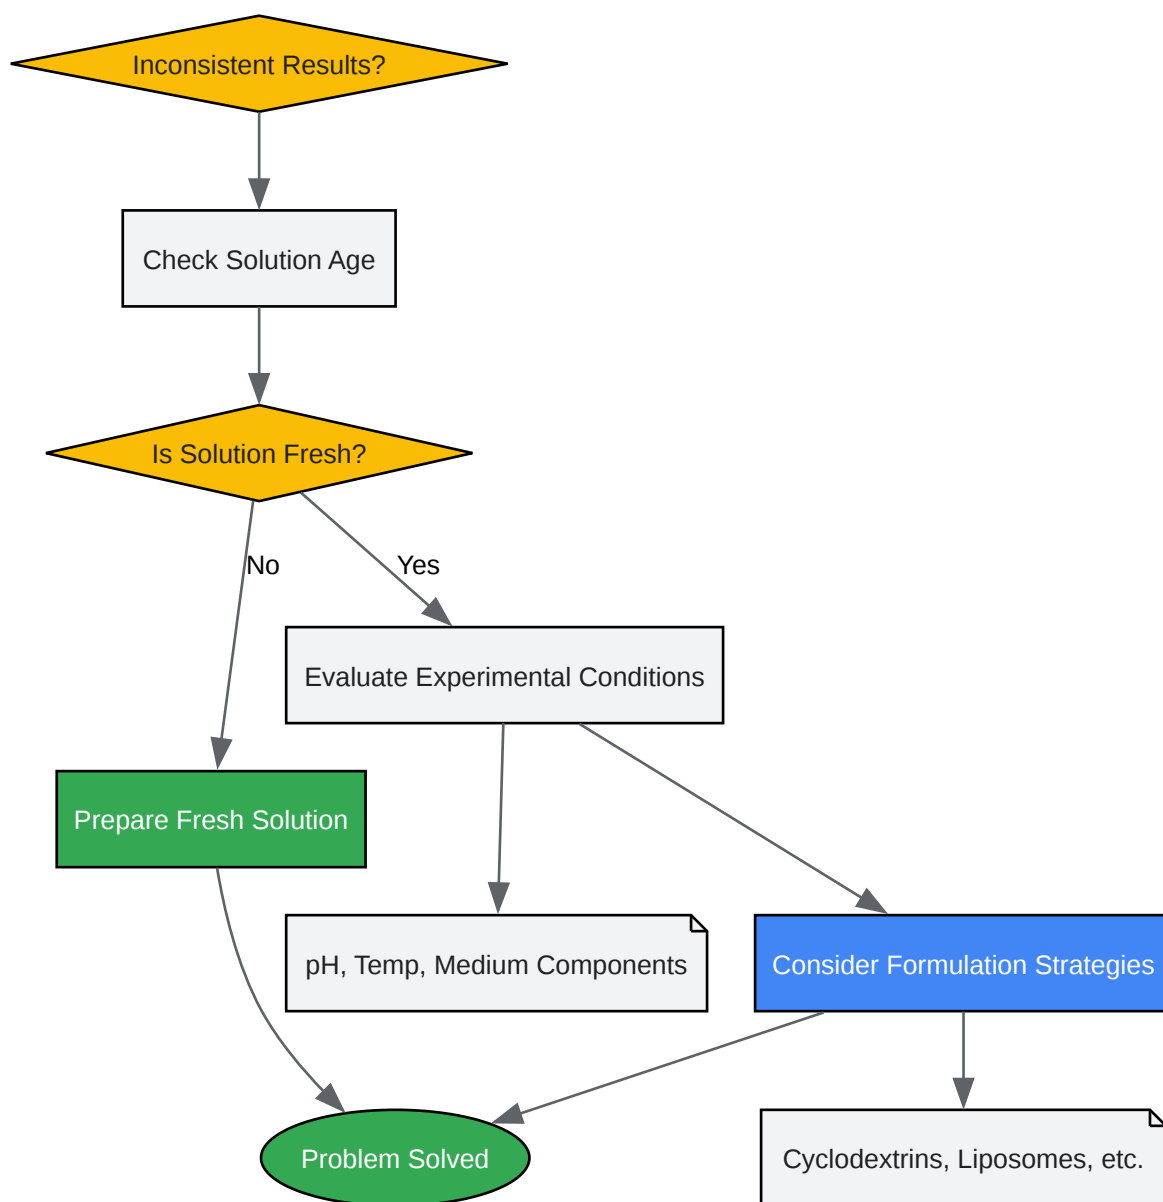 Inconsistent Results?
Check Solution Age
Is Solution Fresh?
No
Yes
Evaluate Experimental Conditions
Prepare Fresh Solution
pH, Temp, Medium Components
Consider Formulation Strategies
Problem Solved
Cyclodextrins, Liposomes, etc.